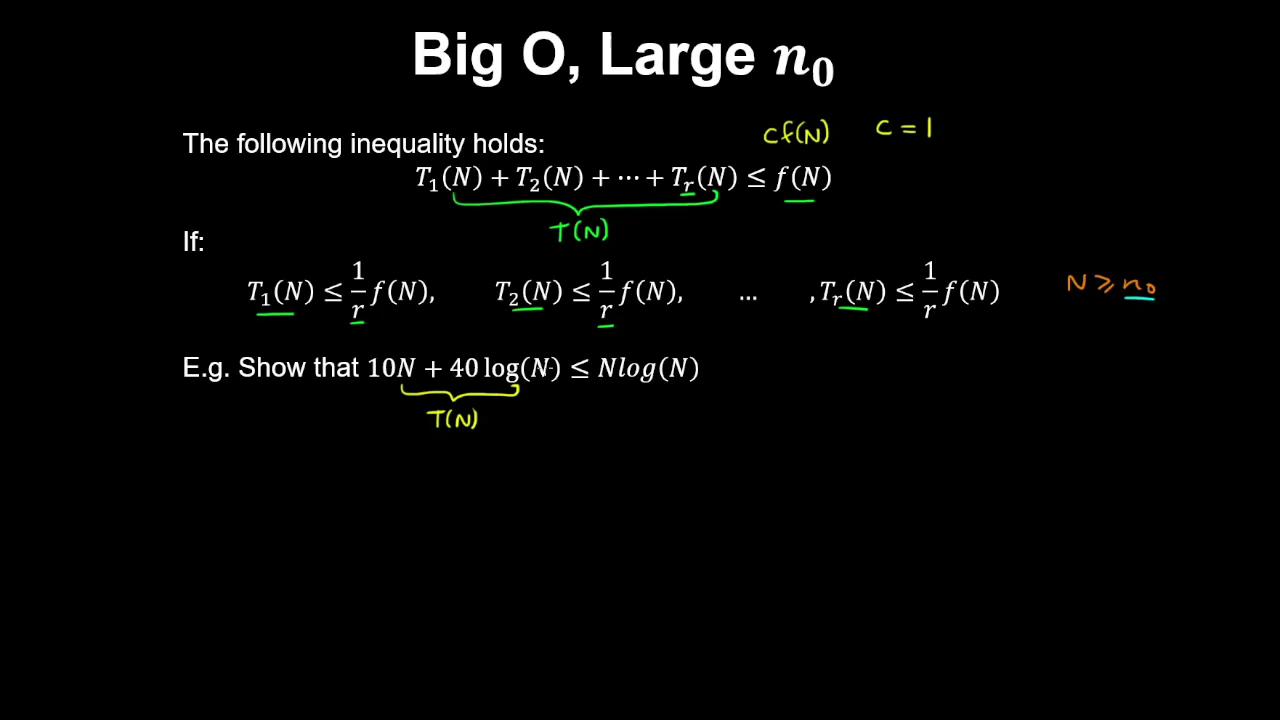 Big O, Large n₀
cf(N) c = 1
The following inequality holds:
T₁(N) + T₂(N) + ⋯ + Tᵣ(N) ≤ f(N)
T(N)
If:
T₁(N) ≤ 1/r f(N), T₂(N) ≤ 1/r f(N), ... , Tᵣ(N) ≤ 1/r f(N) N ≥ n₀
E.g. Show that 10N + 40 log(N) ≤ Nlog(N)
T(N)